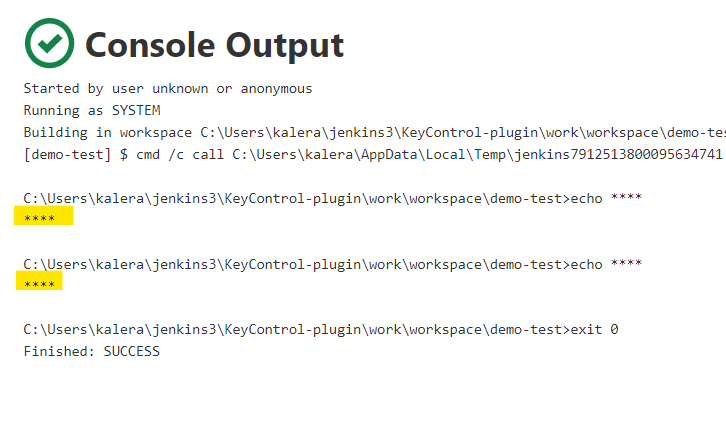 Console Output
Started by user unknown or anonymous
Running as SYSTEM
Building in workspace C:\Users\kalera\jenkins3\KeyControl-plugin\work\workspace\demo-tes
[demo-test] $ cmd /c call C:\Users\kalera\AppData\Local\Temp\jenkins7912513800095634741
C:\Users\kalera\jenkins3\KeyControl-plugin\work\workspace\demo-test>echo ****
****
C:\Users\kalera\jenkins3\KeyControl-plugin\work\workspace\demo-test>echo ****
****
C:\Users\kalera\jenkins3\KeyControl-plugin\work\workspace\demo-test>exit 0
Finished: SUCCESS